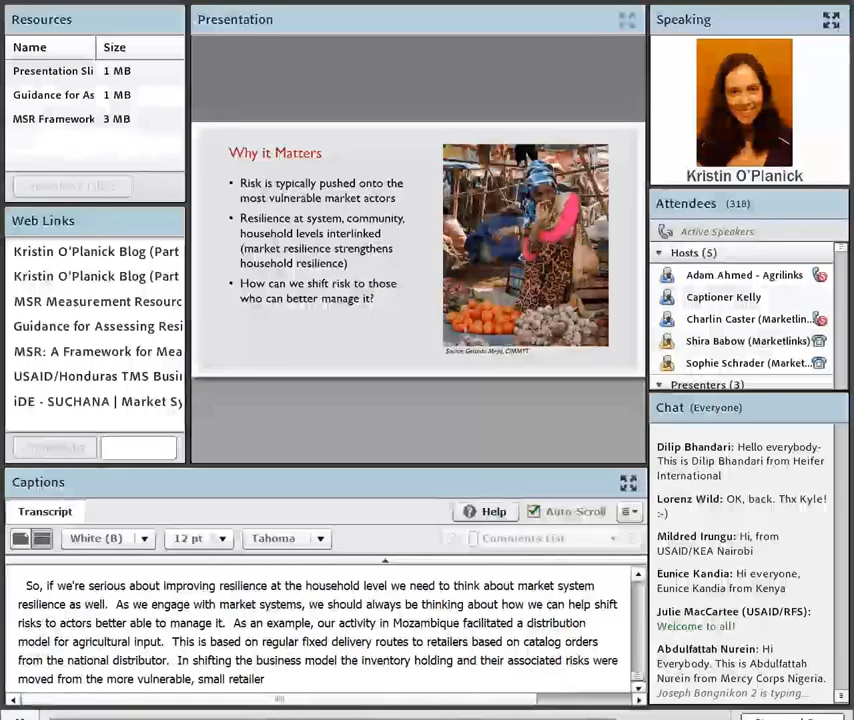 Resources
Name Size
Presentation Sli 1 MB
Guidance for As 1 MB
MSR Framework 3 MB
Web Links
Kristin O'Planick Blog (Part
Kristin O'Planick Blog (Part
MSR Measurement Resourc
Guidance for Assessing Resi
MSR: A Framework for Mea
USAID/Honduras TMS Busin
iDE - SUCHANA | Market Sy
Presentation
Why it Matters
• Risk is typically pushed onto the
most vulnerable market actors
• Resilience at system, community,
household levels interlinked
(market resilience strengthens
household resilience)
• How can we shift risk to those
who can better manage it?
Source: Gerardo Mejia, CIMMYT
Speaking
Kristin O'Planick
Attendees (318)
Active Speakers
Hosts (5)
Adam Ahmed - Agrilinks
Captioner Kelly
Charlin Caster (Marketlin...
Shira Babow (Marketlinks)
Sophie Schrader (Market...
Presenters (3)
Chat (Everyone)
Dilip Bhandari: Hello everybody-
This is Dilip Bhandari from Heifer
International
Lorenz Wild: OK, back. Thx Kyle!
:-)
Mildred Irungu: Hi, from
USAID/KEA Nairobi
Eunice Kandia: Hi everyone,
Eunice Kandia from Kenya
Julie MacCartee (USAID/RFS):
Welcome to all!
Abdulfattah Nurein: Hi
Everybody. This is Abdulfattah
Nurein from Mercy Corps Nigeria.
Joseph Bangnikon 2 is typing...
Captions
Transcript
Help
Auto-Scroll
White (B) 12 pt Tahoma
Comments List
So, if we're serious about improving resilience at the household level we need to think about market system
resilience as well. As we engage with market systems, we should always be thinking about how we can help shift
risks to actors better able to manage it. As an example, our activity in Mozambique facilitated a distribution
model for agricultural input. This is based on regular fixed delivery routes to retailers based on catalog orders
from the national distributor. In shifting the business model the inventory holding and their associated risks were
moved from the more vulnerable, small retailer